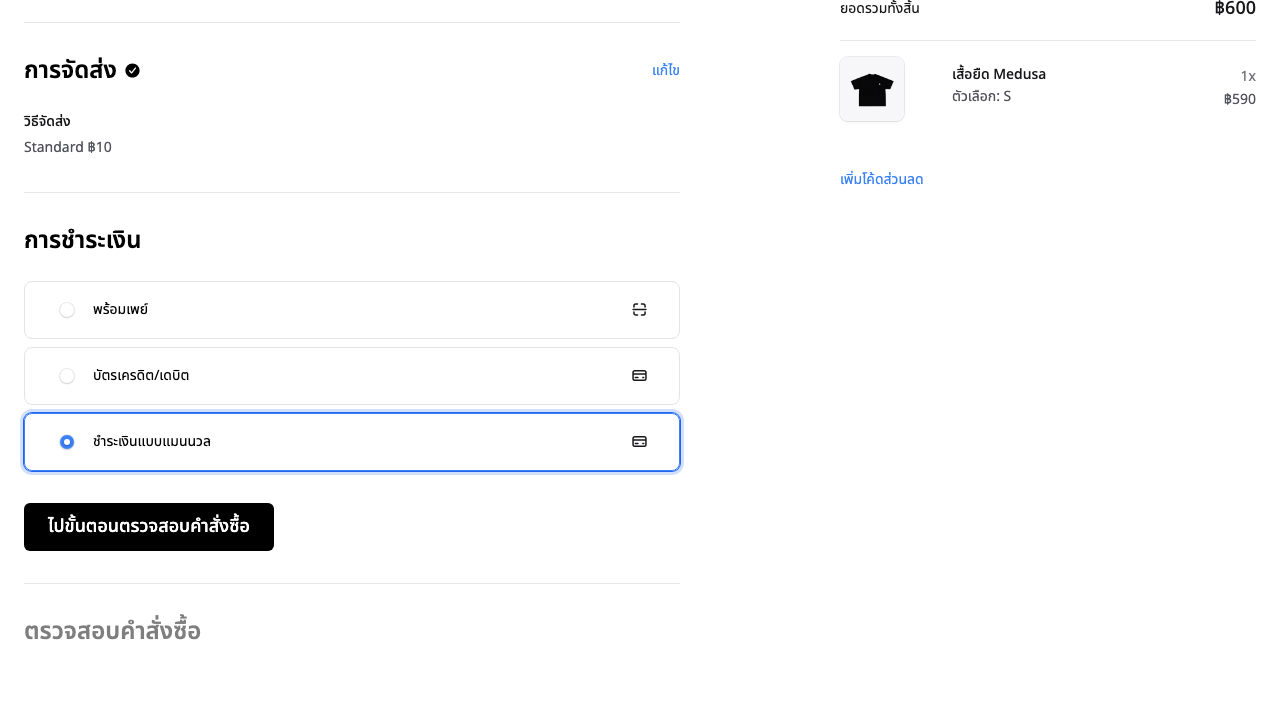 ยอดรวมทั้งสิ้น ฿600
การจัดส่ง แก้ไข
วิธีจัดส่ง
Standard ฿10
การชำระเงิน
พร้อมเพย์
บัตรเครดิต/เดบิต
ชำระเงินแบบแมนนวล
ไปขั้นตอนตรวจสอบคำสั่งซื้อ
ตรวจสอบคำสั่งซื้อ
เสื้อยืด Medusa 1x
ตัวเลือก: S ฿590
เพิ่มโค้ดส่วนลด